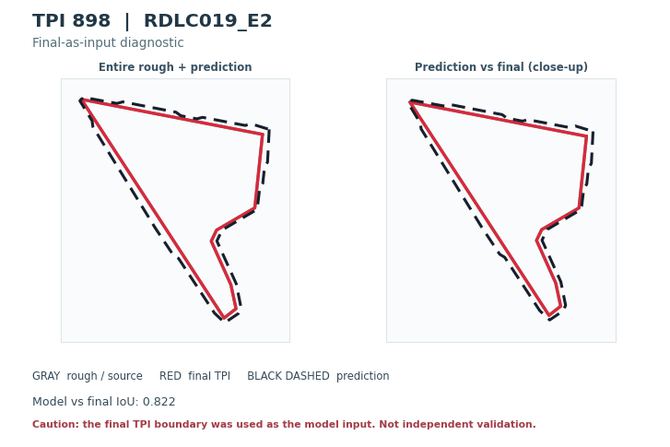 TPI 898 | RDLC019_E2
Final-as-input diagnostic
Entire rough + prediction
Prediction vs final (close-up)
GRAY rough / source RED final TPI BLACK DASHED prediction
Model vs final IoU: 0.822
Caution: the final TPI boundary was used as the model input. Not independent validation.